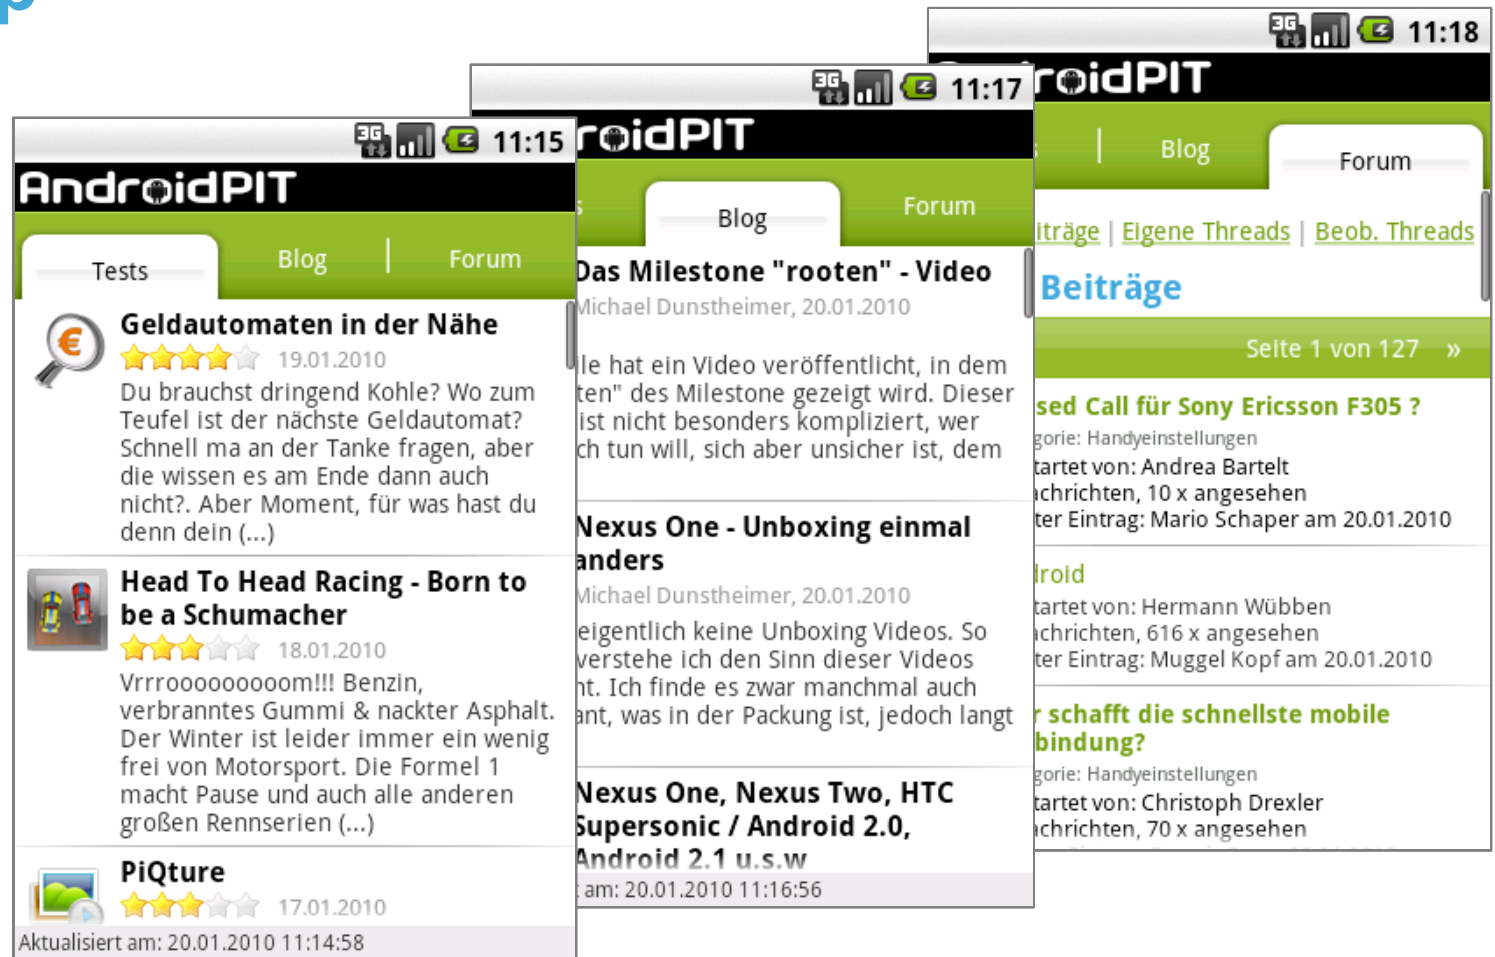 p
3G 11:15
AndroidPIT
Tests Blog | Forum
Geldautomaten in der Nähe
19.01.2010
Du brauchst dringend Kohle? Wo zum
Teufel ist der nächste Geldautomat?
Schnell ma an der Tanke fragen, aber
die wissen es am Ende dann auch
nicht?. Aber Moment, für was hast du
denn dein (...)
Head To Head Racing - Born to
be a Schumacher
18.01.2010
Vrrrooooooooom!!! Benzin,
verbranntes Gummi & nackter Asphalt.
Der Winter ist leider immer ein wenig
frei von Motorsport. Die Formel 1
macht Pause und auch alle anderen
großen Rennserien (...)
PiQture
17.01.2010
Aktualisiert am: 20.01.2010 11:14:58
3G 11:17
roidPIT
s Blog Forum
Das Milestone "rooten" - Video
Michael Dunstheimer, 20.01.2010
le hat ein Video veröffentlicht, in dem
ten" des Milestone gezeigt wird. Dieser
ist nicht besonders kompliziert, wer
ch tun will, sich aber unsicher ist, dem
Nexus One - Unboxing einmal
anders
Michael Dunstheimer, 20.01.2010
eigentlich keine Unboxing Videos. So
verstehe ich den Sinn dieser Videos
ht. Ich finde es zwar manchmal auch
ant, was in der Packung ist, jedoch langt
Nexus One, Nexus Two, HTC
Supersonic / Android 2.0,
Android 2.1 u.s.w
am: 20.01.2010 11:16:56
3G 11:18
roidPIT
s | Blog Forum
iträge | Eigene Threads | Beob. Threads
Beiträge
Seite 1 von 127 »
sed Call für Sony Ericsson F305 ?
gorie: Handyeinstellungen
tartet von: Andrea Bartelt
achrichten, 10 x angesehen
ter Eintrag: Mario Schaper am 20.01.2010
droid
tartet von: Hermann Wübben
achrichten, 616 x angesehen
ter Eintrag: Muggel Kopf am 20.01.2010
r schafft die schnellste mobile
bindung?
gorie: Handyeinstellungen
tartet von: Christoph Drexler
achrichten, 70 x angesehen